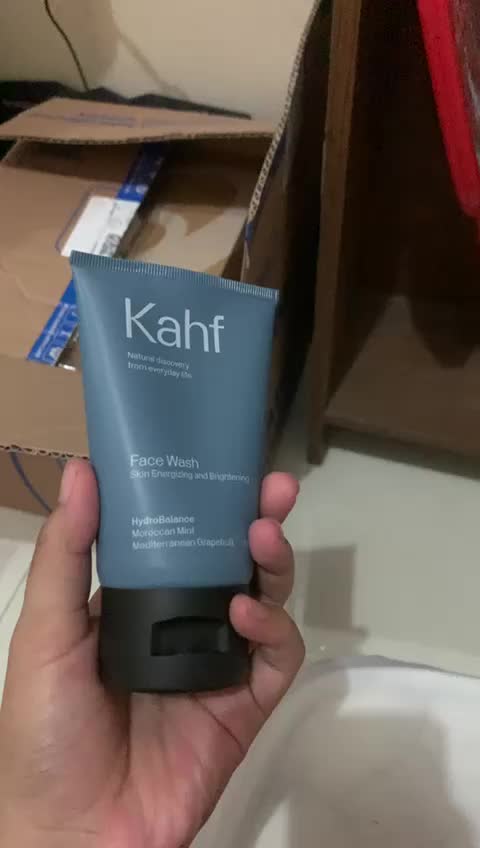 Kahf
Natural discovery
from everyday life
Face Wash
Skin Energizing and Brightening
HydroBalance
Moroccan Mint
Mediterranean Grapefruit